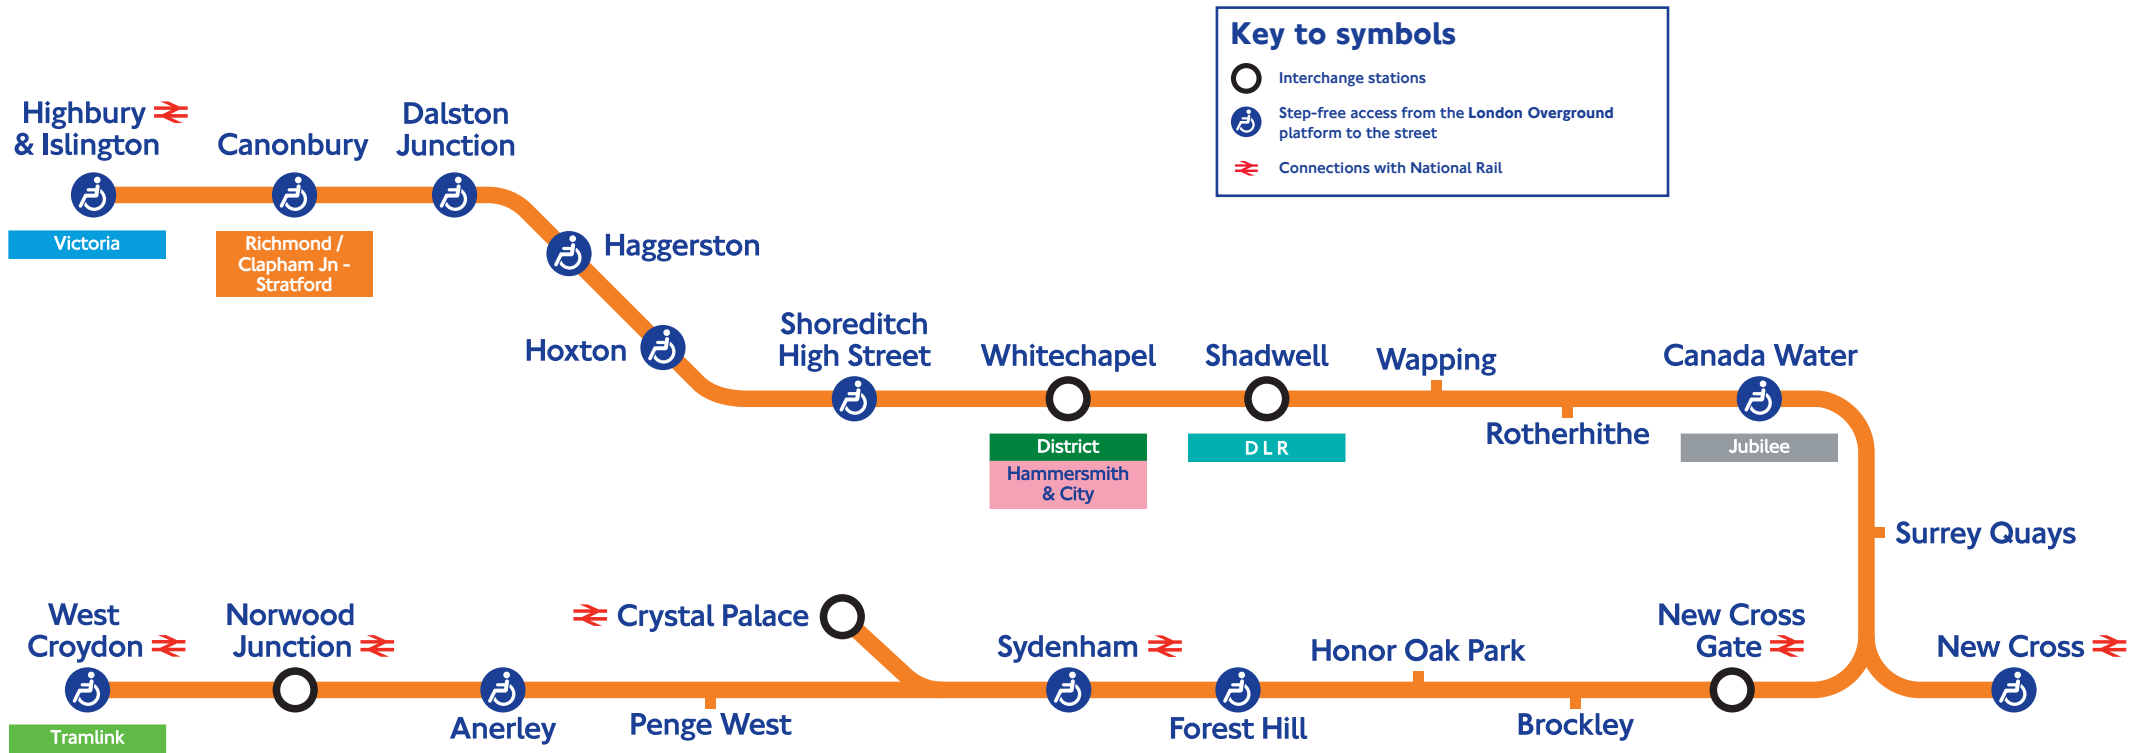 Key to symbols
Interchange stations
Step-free access from the London Overground
platform to the street
Connections with National Rail
Highbury
& Islington
Victoria
Canonbury
Richmond /
Clapham Jn -
Stratford
Dalston
Junction
Haggerston
Hoxton
Shoreditch
High Street
Whitechapel
District
Hammersmith
& City
Shadwell
DLR
Wapping
Rotherhithe
Canada Water
Jubilee
Surrey Quays
New Cross
New Cross
Gate
Brockley
Honor Oak Park
Forest Hill
Sydenham
Crystal Palace
Penge West
Anerley
Norwood
Junction
West
Croydon
Tramlink